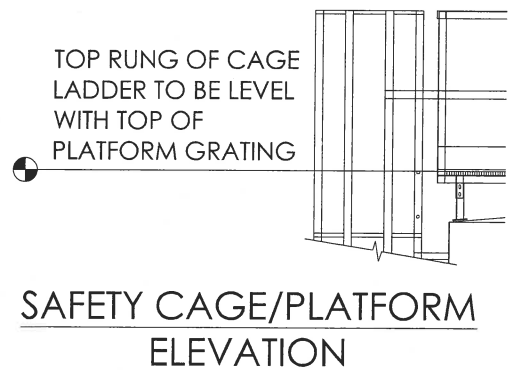 TOP RUNG OF CAGE
LADDER TO BE LEVEL
WITH TOP OF
PLATFORM GRATING
SAFETY CAGE/PLATFORM
ELEVATION